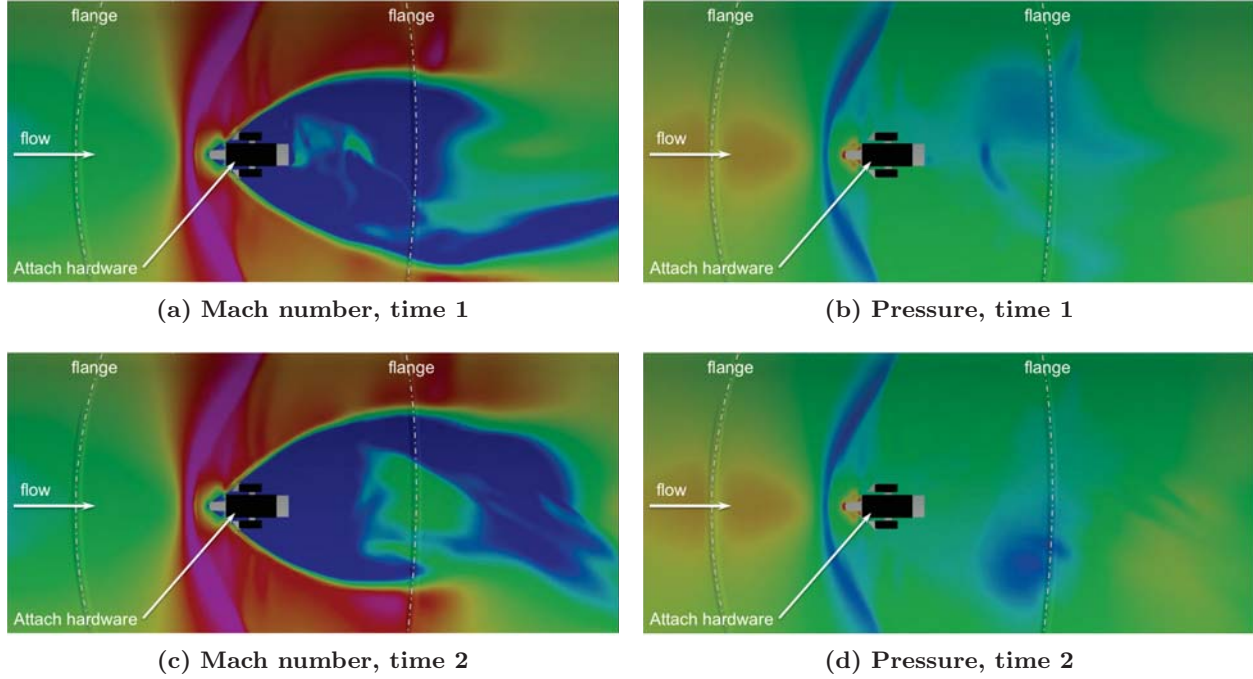 flange
flange
flow
Attach hardware
flange
flange
flow
Attach hardware
(a) Mach number, time 1
(b) Pressure, time 1
flange
flange
flow
Attach hardware
flange
flange
flow
Attach hardware
(c) Mach number, time 2
(d) Pressure, time 2